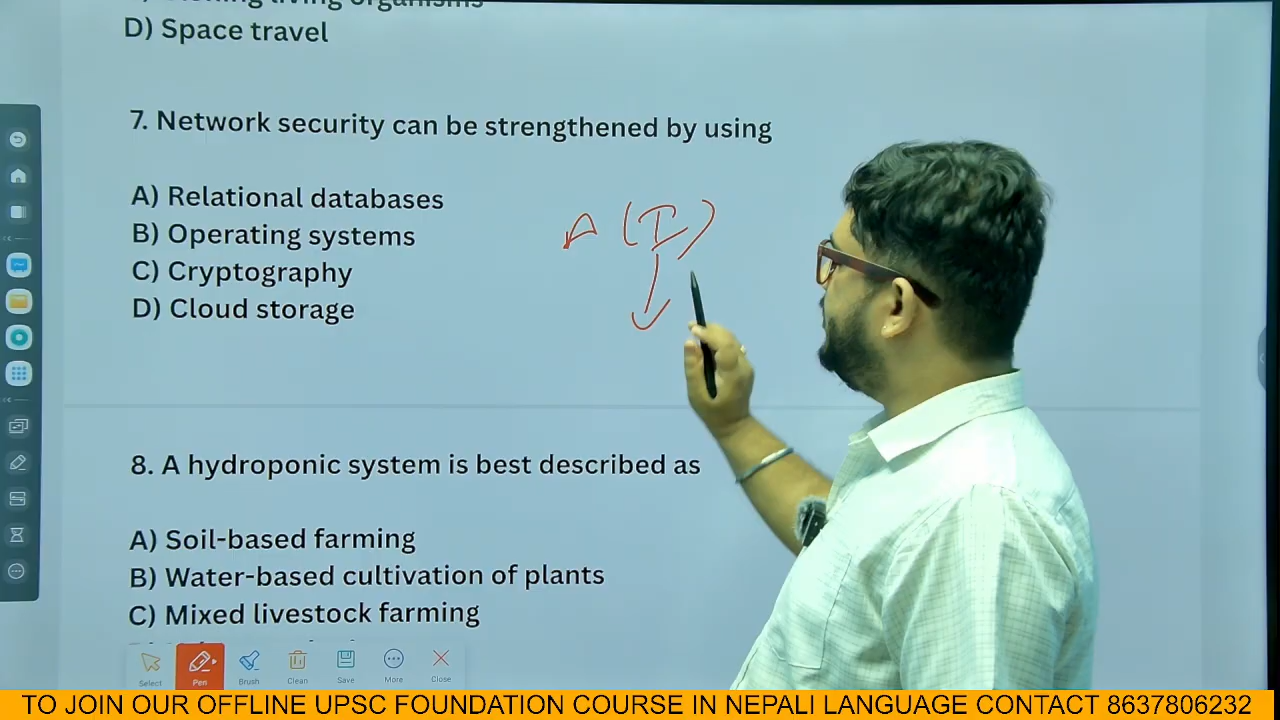 living organisms
D) Space travel
7. Network security can be strengthened by using
A) Relational databases
B) Operating systems
C) Cryptography
D) Cloud storage
A (I)
8. A hydroponic system is best described as
A) Soil-based farming
B) Water-based cultivation of plants
C) Mixed livestock farming
Select
Pen
Brush
Clean
Save
More
Close
TO JOIN OUR OFFLINE UPSC FOUNDATION COURSE IN NEPALI LANGUAGE CONTACT 8637806232